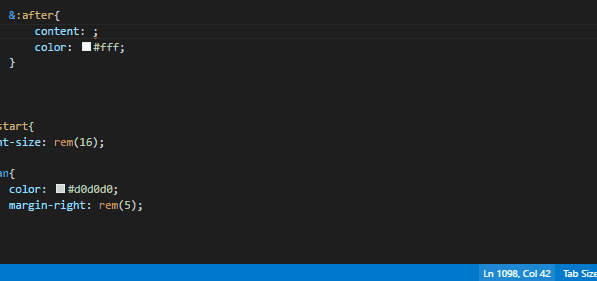 &:after{
content: ;
color: #fff;
}
start{
nt-size: rem(16);
an{
color: #d0d0d0;
margin-right: rem(5);
Ln 1098, Col 42 Tab Size